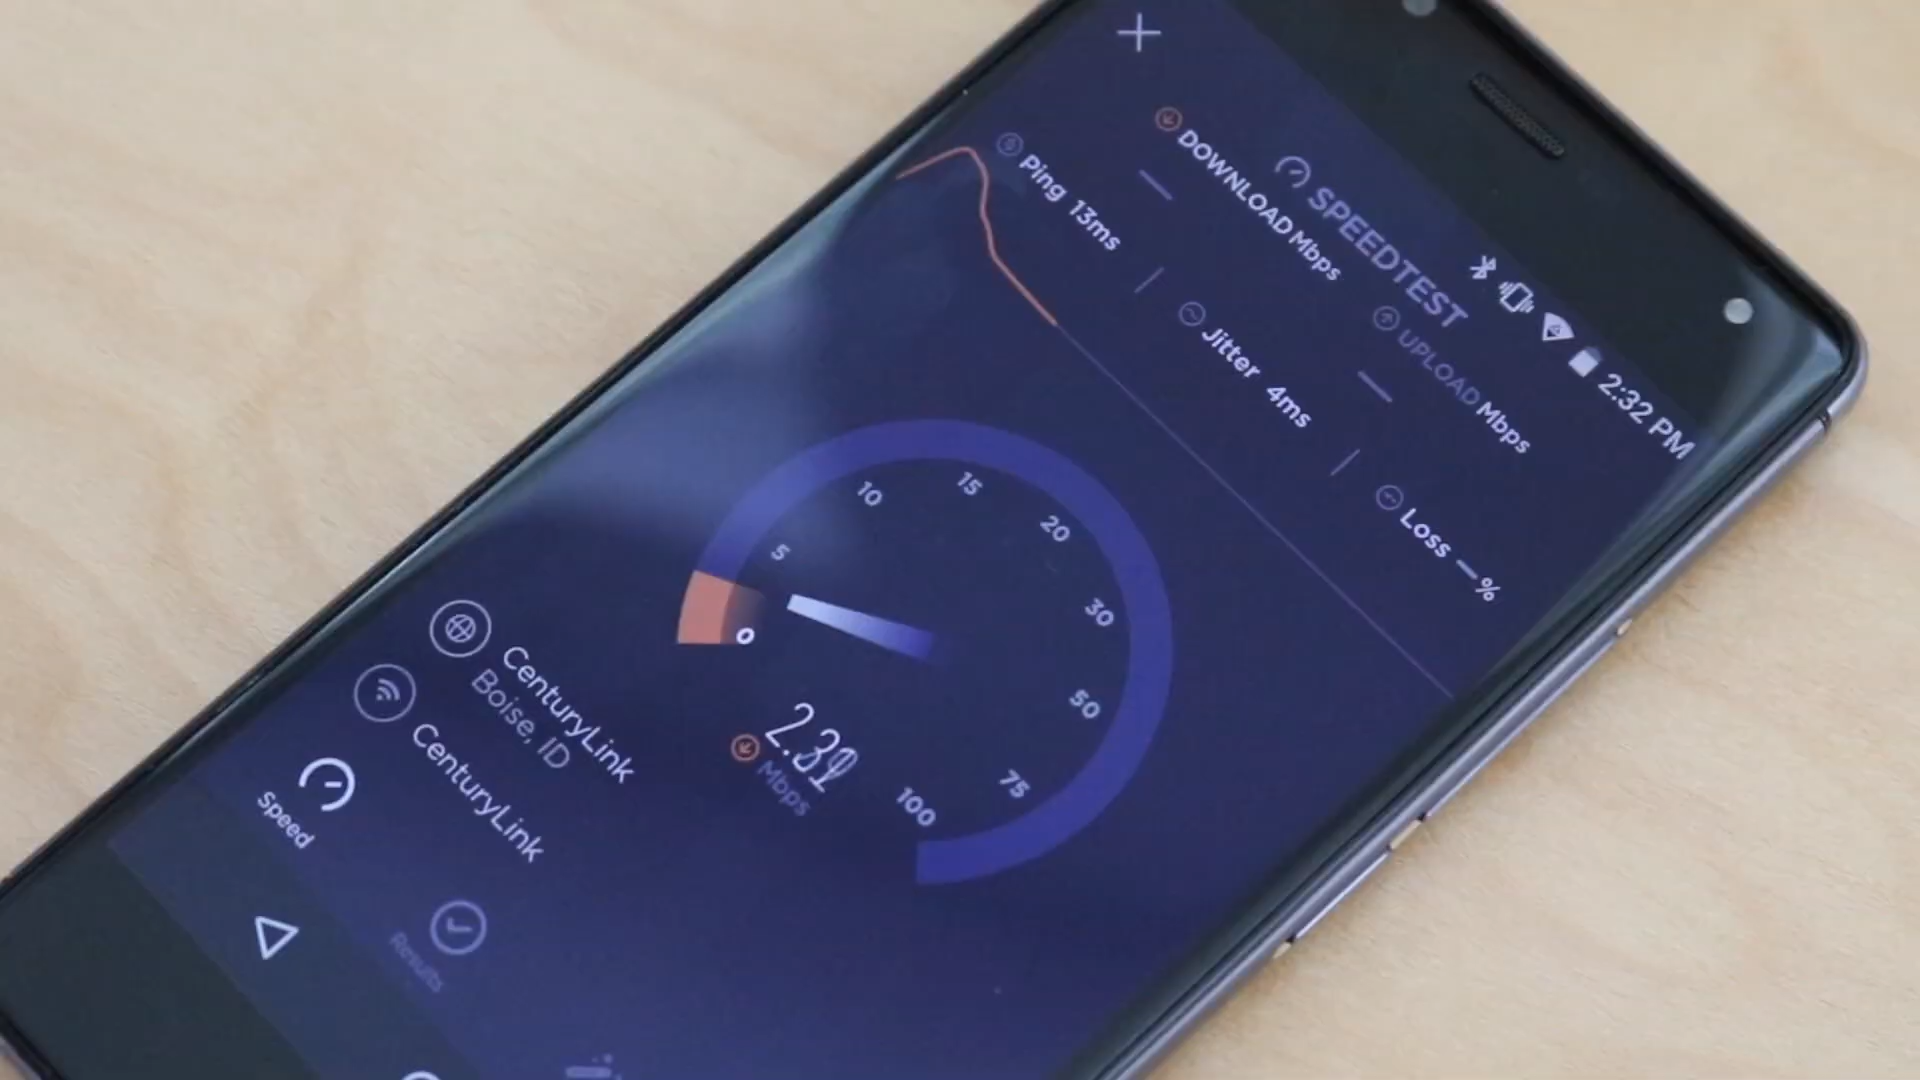 2:32 PM
SPEEDTEST
DOWNLOAD Mbps
UPLOAD Mbps
Ping 13ms
Jitter 4ms
Loss — %
0
5
10
15
20
30
50
75
100
Mbps
CenturyLink
Boise, ID
CenturyLink
Speed
Results